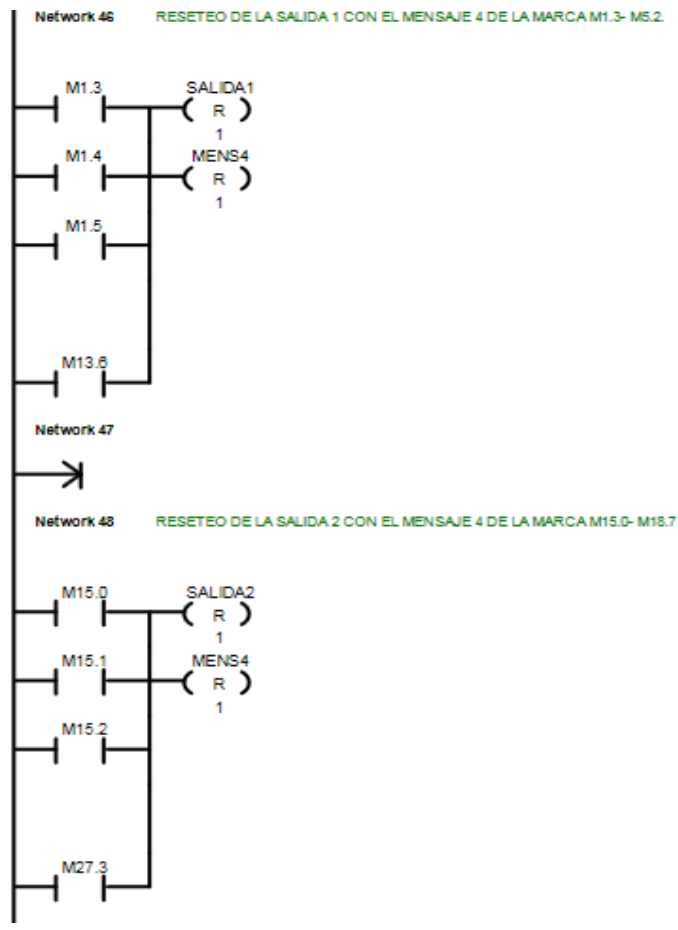 Network 46 RESETEO DE LA SALIDA 1 CON EL MENSAJE 4 DE LA MARCA M1.3- M5.2.
M1.3 SALIDA1
R
1
M1.4 MENS4
R
1
M1.5
M13.6
Network 47
Network 48 RESETEO DE LA SALIDA 2 CON EL MENSAJE 4 DE LA MARCA M15.0- M18.7
M15.0 SALIDA2
R
1
M15.1 MENS4
R
1
M15.2
M27.3